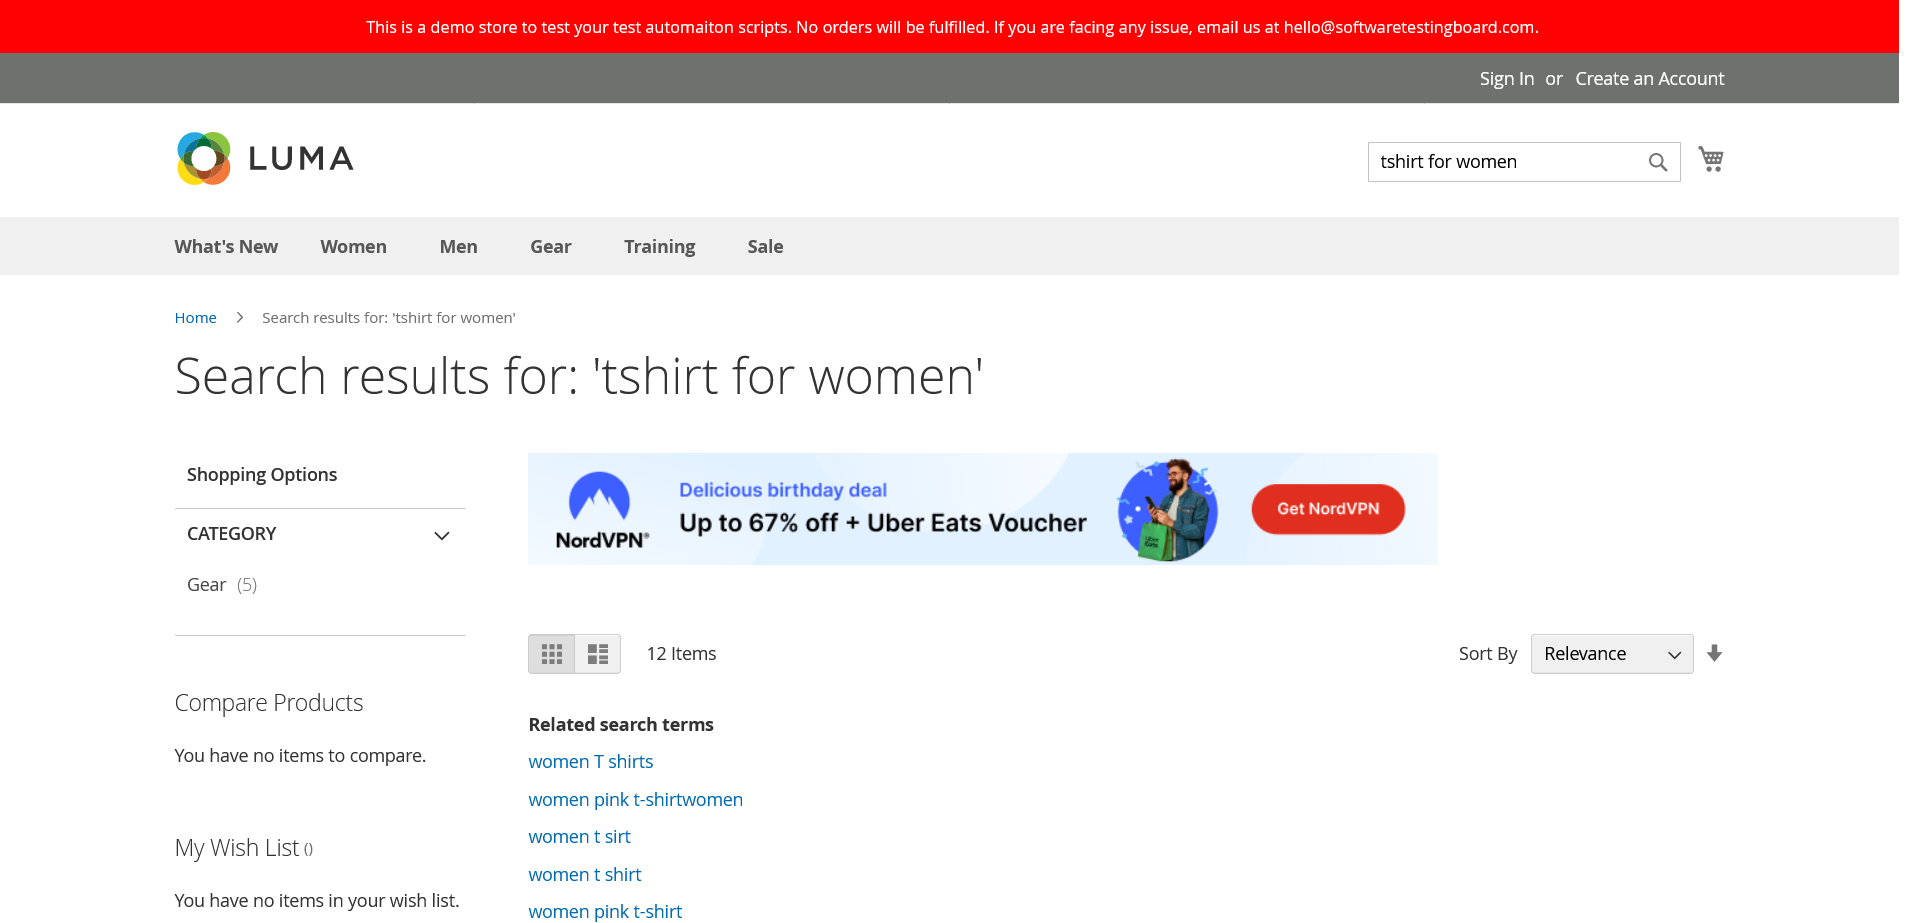 This is a demo store to test your test automaiton scripts. No orders will be fulfilled. If you are facing any issue, email us at hello@softwaretestingboard.com.
Sign In or Create an Account
LUMA
tshirt for women
What's New Women Men Gear Training Sale
Home > Search results for: 'tshirt for women'
Search results for: 'tshirt for women'
Shopping Options
CATEGORY
Gear (5)
Compare Products
You have no items to compare.
My Wish List ()
You have no items in your wish list.
NordVPN®
Delicious birthday deal
Up to 67% off + Uber Eats Voucher
Uber Eats
Get NordVPN
12 Items
Sort By Relevance
Related search terms
women T shirts
women pink t-shirtwomen
women t sirt
women t shirt
women pink t-shirt